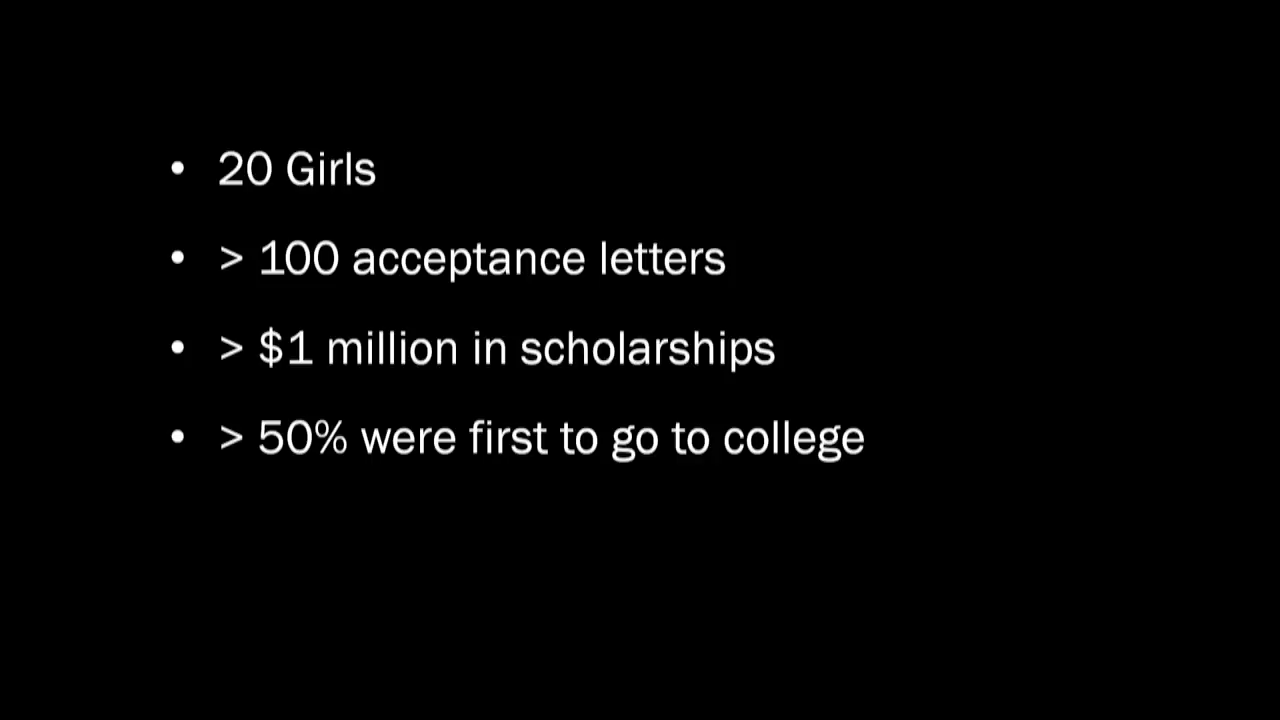 • 20 Girls
• > 100 acceptance letters
• > $1 million in scholarships
• > 50% were first to go to college